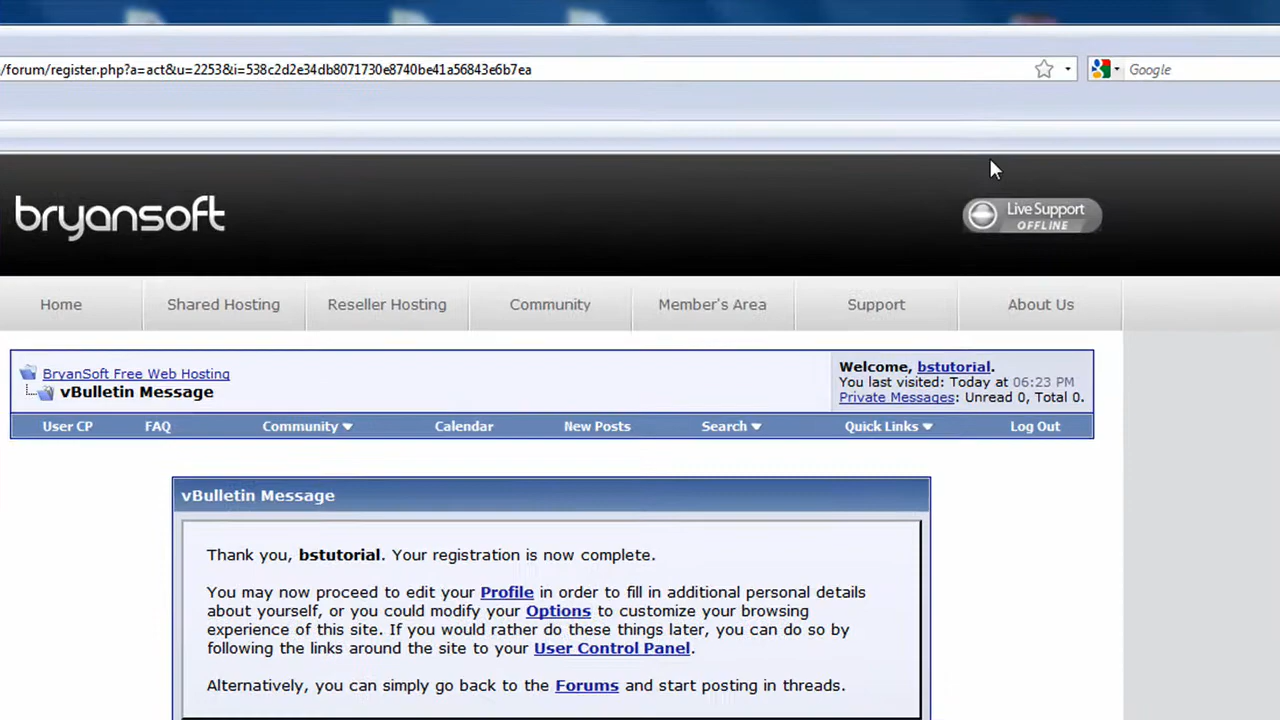 /forum/register.php?a=act&u=2253&i=538c2d2e34db8071730e8740be41a56843e6b7ea
Google
bryansoft
Live Support
OFFLINE
Home
Shared Hosting
Reseller Hosting
Community
Member's Area
Support
About Us
BryanSoft Free Web Hosting
vBulletin Message
Welcome, bstutorial.
You last visited: Today at 06:23 PM
Private Messages: Unread 0, Total 0.
User CP
FAQ
Community
Calendar
New Posts
Search
Quick Links
Log Out
vBulletin Message
Thank you, bstutorial. Your registration is now complete.
You may now proceed to edit your Profile in order to fill in additional personal details
about yourself, or you could modify your Options to customize your browsing
experience of this site. If you would rather do these things later, you can do so by
following the links around the site to your User Control Panel.
Alternatively, you can simply go back to the Forums and start posting in threads.